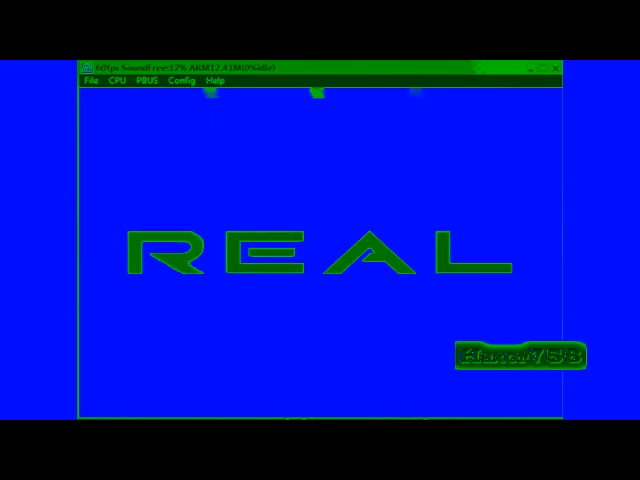 60fps SoundFree:12% ARM12.43M(0%idle)
File CPU PBUS Config Help
REAL